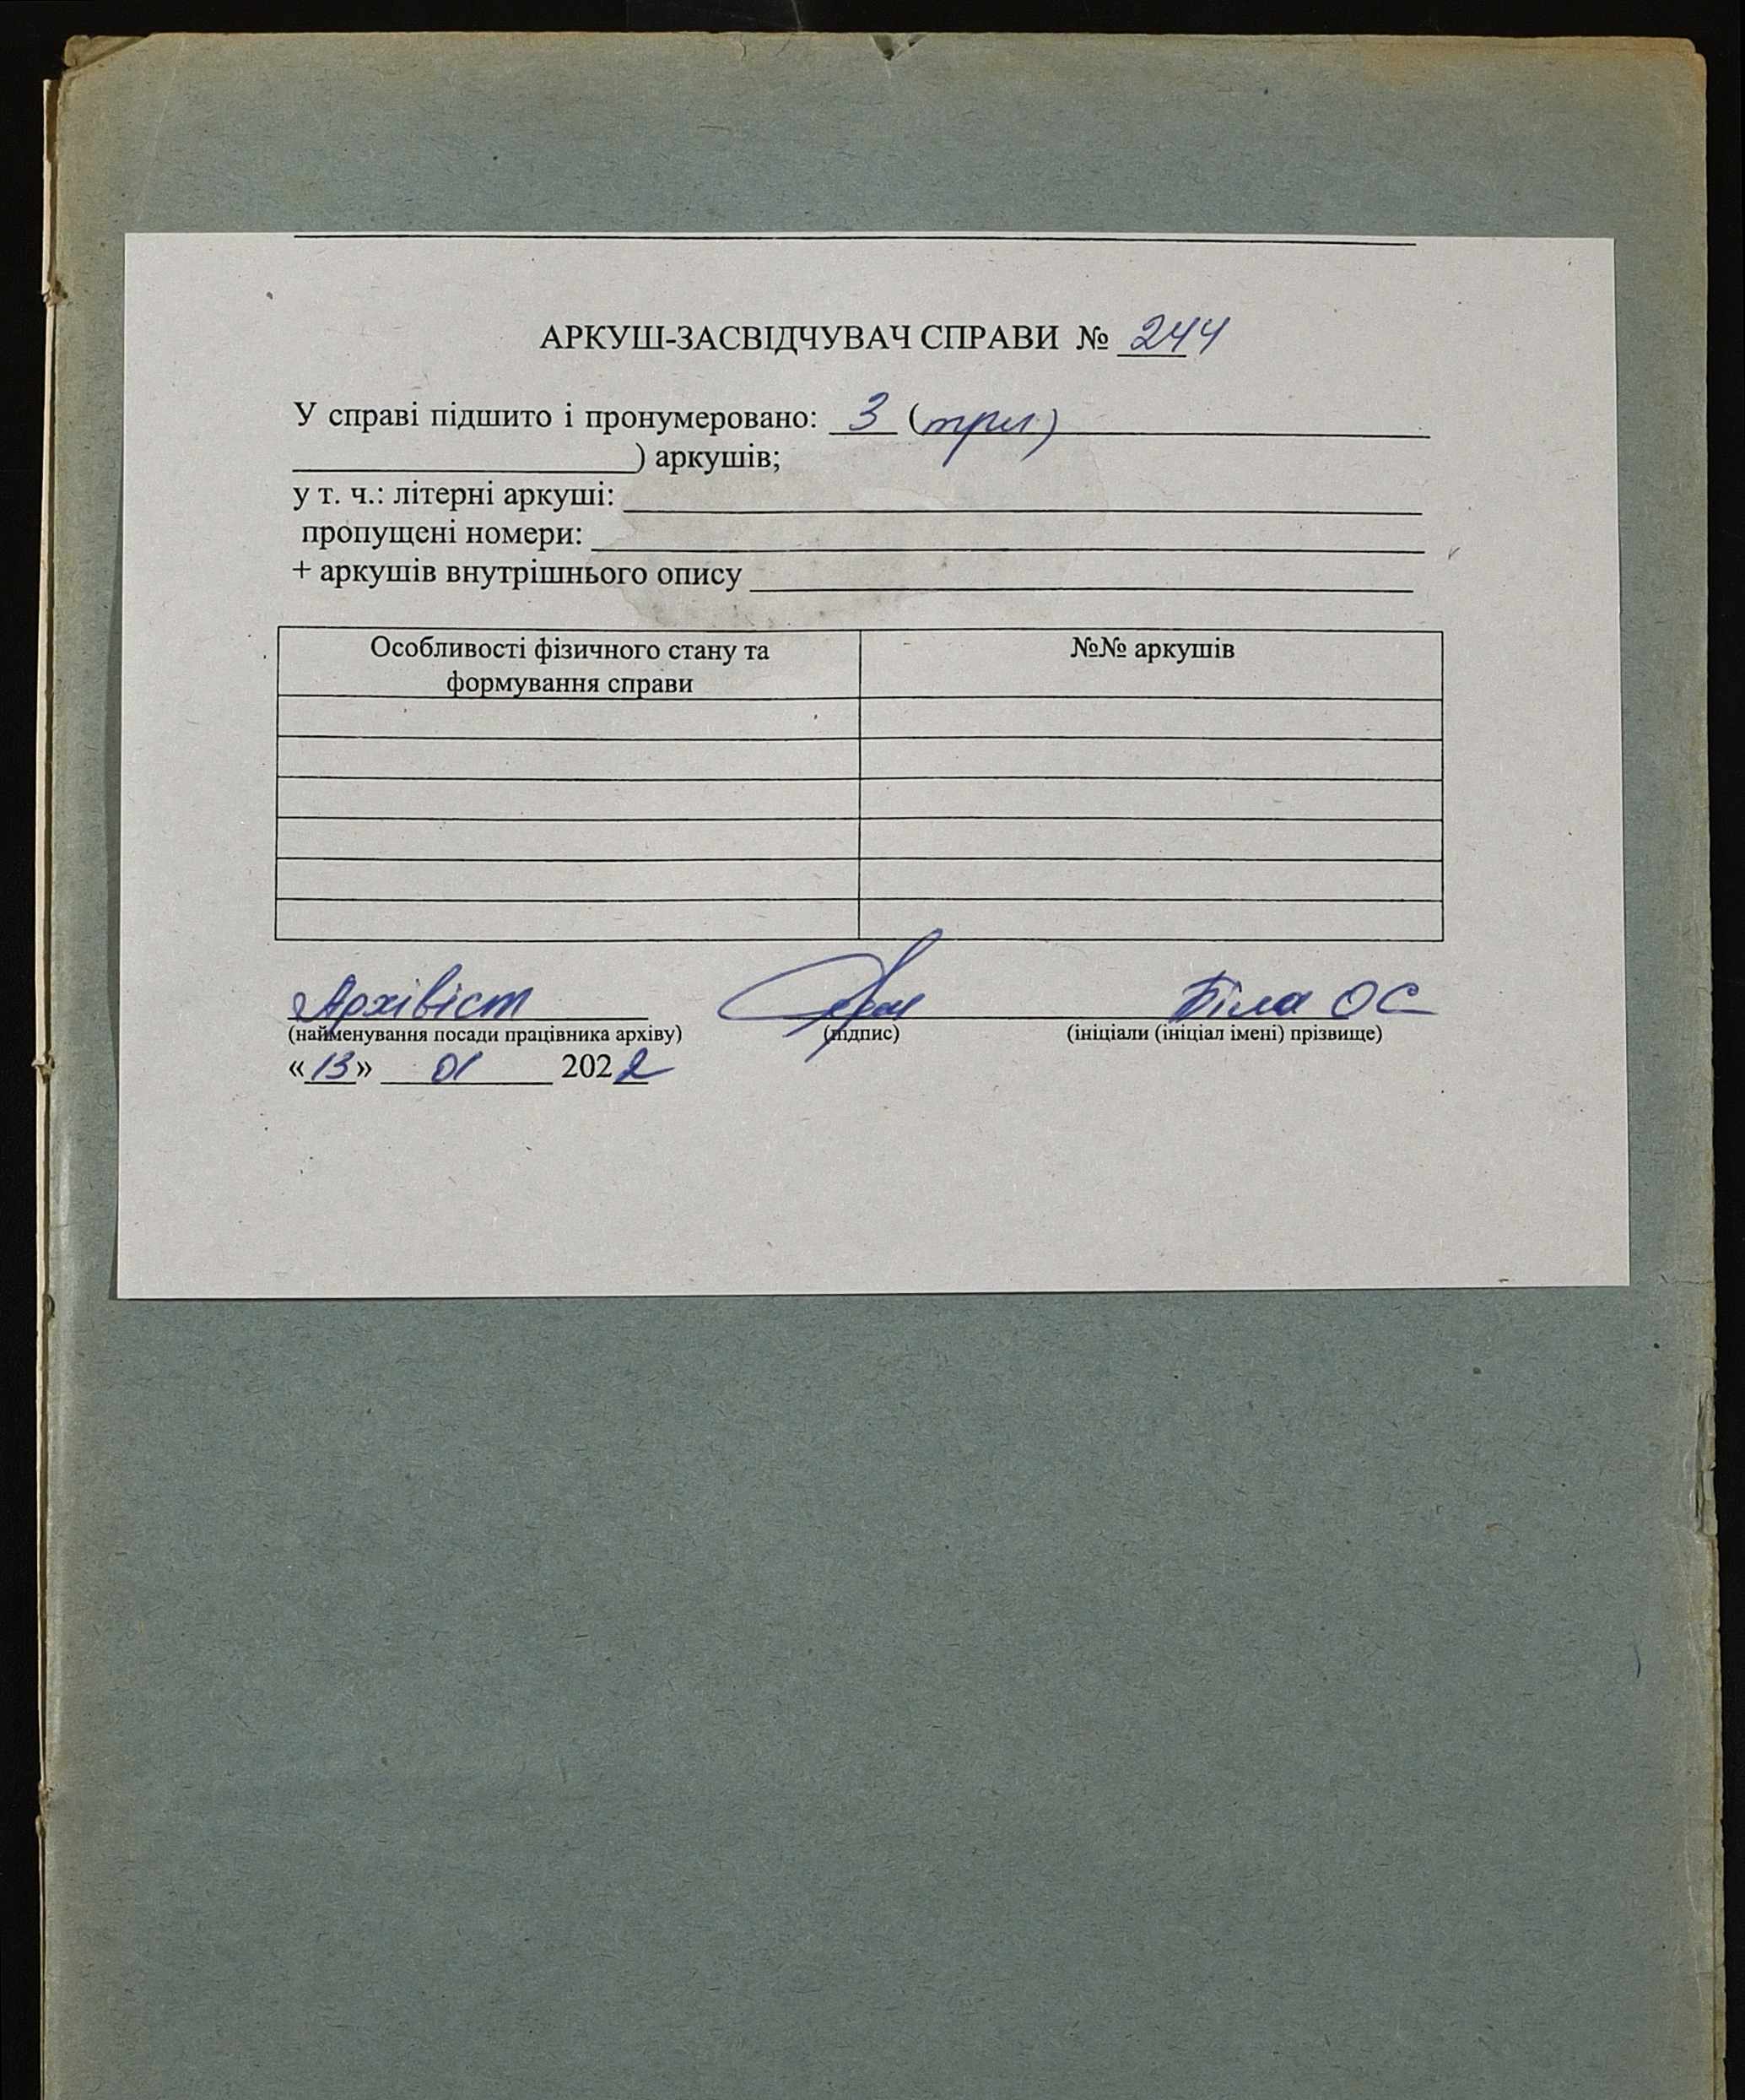 АРКУШ-ЗАСВІДЧУВАЧ СПРАВИ № 244
У справі підшито і пронумеровано: 3 (три)
) аркушів;
у т. ч.: літерні аркуші:
пропущені номери:
+ аркушів внутрішнього опису
Особливості фізичного стану та
формування справи
№№ аркушів
Архівіст Біла ОС
(найменування посади працівника архіву) (підпис) (ініціали (ініціал імені) прізвище)
«13» 01 2022